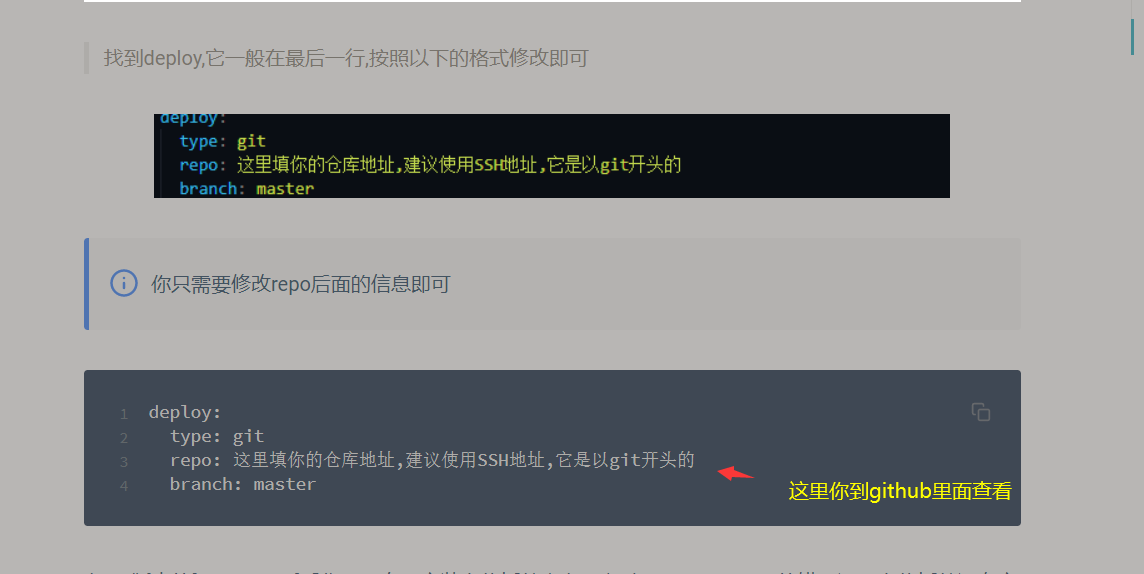 找到deploy,它一般在最后一行,按照以下的格式修改即可
deploy:
type: git
repo: 这里填你的仓库地址,建议使用SSH地址,它是以git开头的
branch: master
你只需要修改repo后面的信息即可
1 deploy:
2 type: git
3 repo: 这里填你的仓库地址,建议使用SSH地址,它是以git开头的
4 branch: master
这里你到github里面查看